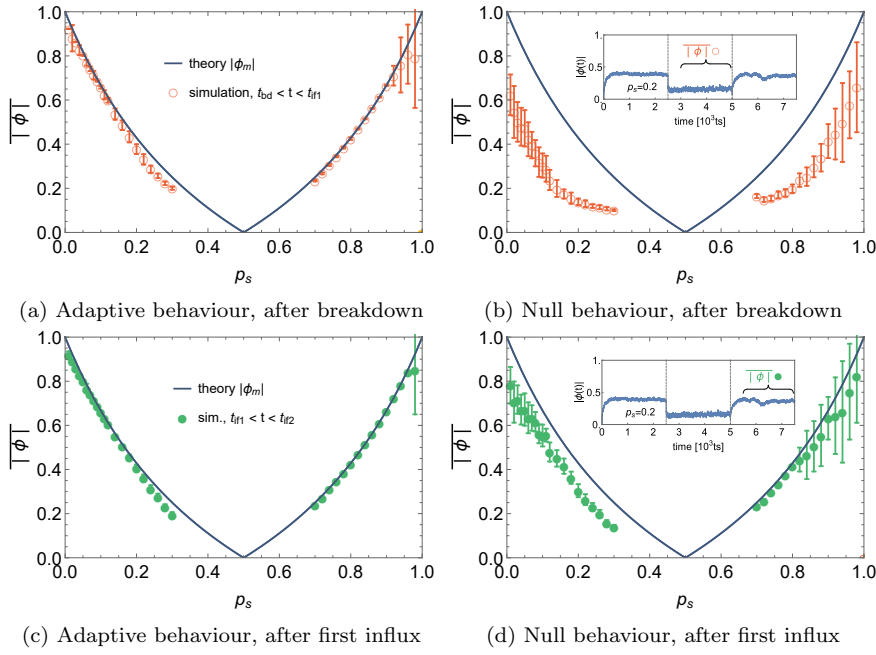 1.0
0.8
0.6
0.4
0.2
0.0
|ϕ|
theory |ϕm|
simulation, tbd < t < tif1
0.0 0.2 0.4 0.6 0.8 1.0
ps
(a) Adaptive behaviour, after breakdown
1.0
0.8
0.6
0.4
0.2
0.0
|ϕ|
1
0.5
0
|ϕ(t)|
|ϕ|
ps=0.2
0 1 2 3 4 5 6 7
time [10³ts]
0.0 0.2 0.4 0.6 0.8 1.0
ps
(b) Null behaviour, after breakdown
1.0
0.8
0.6
0.4
0.2
0.0
|ϕ|
theory |ϕm|
sim., tif1 < t < tif2
0.0 0.2 0.4 0.6 0.8 1.0
ps
(c) Adaptive behaviour, after first influx
1.0
0.8
0.6
0.4
0.2
0.0
|ϕ|
1
0.5
0
|ϕ(t)|
|ϕ|
ps=0.2
0 1 2 3 4 5 6 7
time [10³ts]
0.0 0.2 0.4 0.6 0.8 1.0
ps
(d) Null behaviour, after first influx